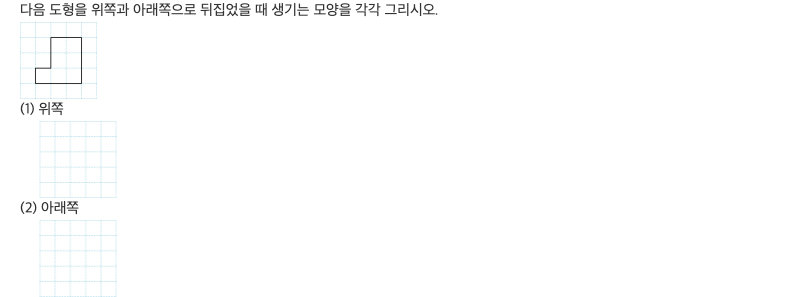 다음 도형을 위쪽과 아래쪽으로 뒤집었을 때 생기는 모양을 각각 그리시오.
(1) 위쪽
(2) 아래쪽